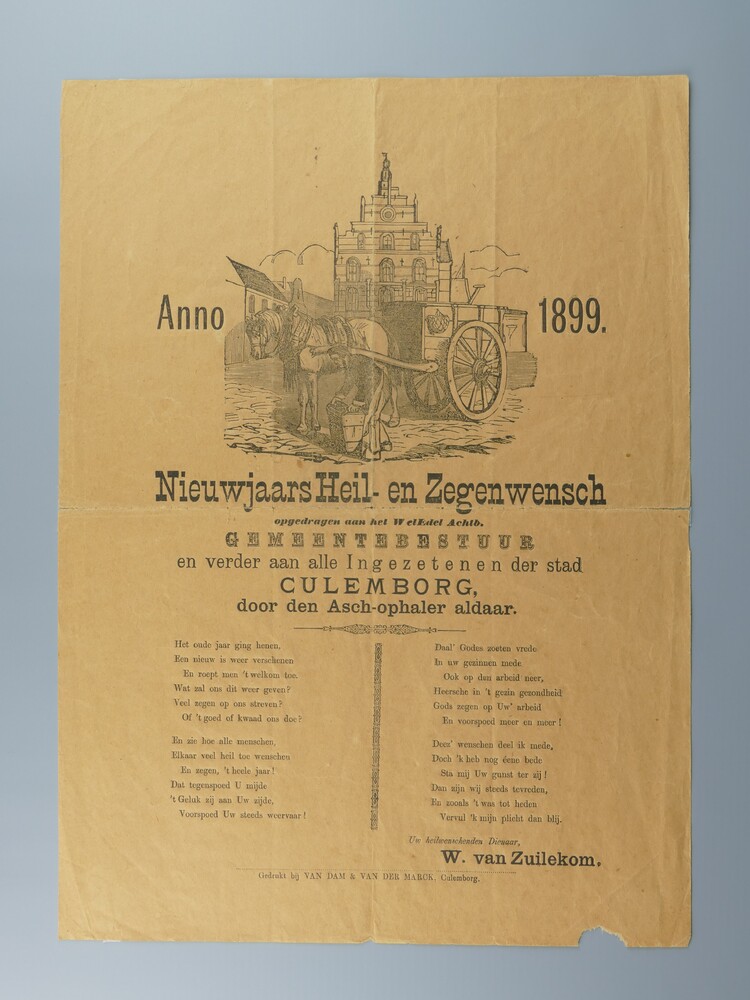 Anno 1899.
Nieuwjaars Heil- en Zegenwensch
opgedragen aan het WelEdel Achtb.
GEMEENTEBESTUUR
en verder aan alle Ingezetenen der stad
CULEMBORG,
door den Asch-ophaler aldaar.
Het oude jaar ging henen,
Een nieuw is weer verschenen
En roept men 't welkom toe.
Wat zal ons dit weer geven?
Veel zegen op ons streven?
Of 't goed of kwaad ons doe?
En zie hoe alle menschen,
Elkaar veel heil toe wenschen
En zegen, 't heele jaar!
Dat tegenspoed U mijde
't Geluk zij aan Uw zijde,
Voorspoed Uw steeds weervaar!
Daal' Godes zoeten vrede
In uw gezinnen mede
Ook op dan arbeid neer,
Heersche in 't gezin gezondheid
Gods zegen op Uw' arbeid
En voorspoed meer en meer!
Deez' wenschen deel ik mede,
Doch 'k heb nog éene bede
Sta mij Uw gunst ter zij!
Dan zijn wij steeds tevreden,
En zooals 't was tot heden
Vervul 'k mijn plicht dan blij.
Uw heilwenschenden Dienaar,
W. van Zuilekom.
Gedrukt bij VAN DAM & VAN DER MARCK, Culemborg.